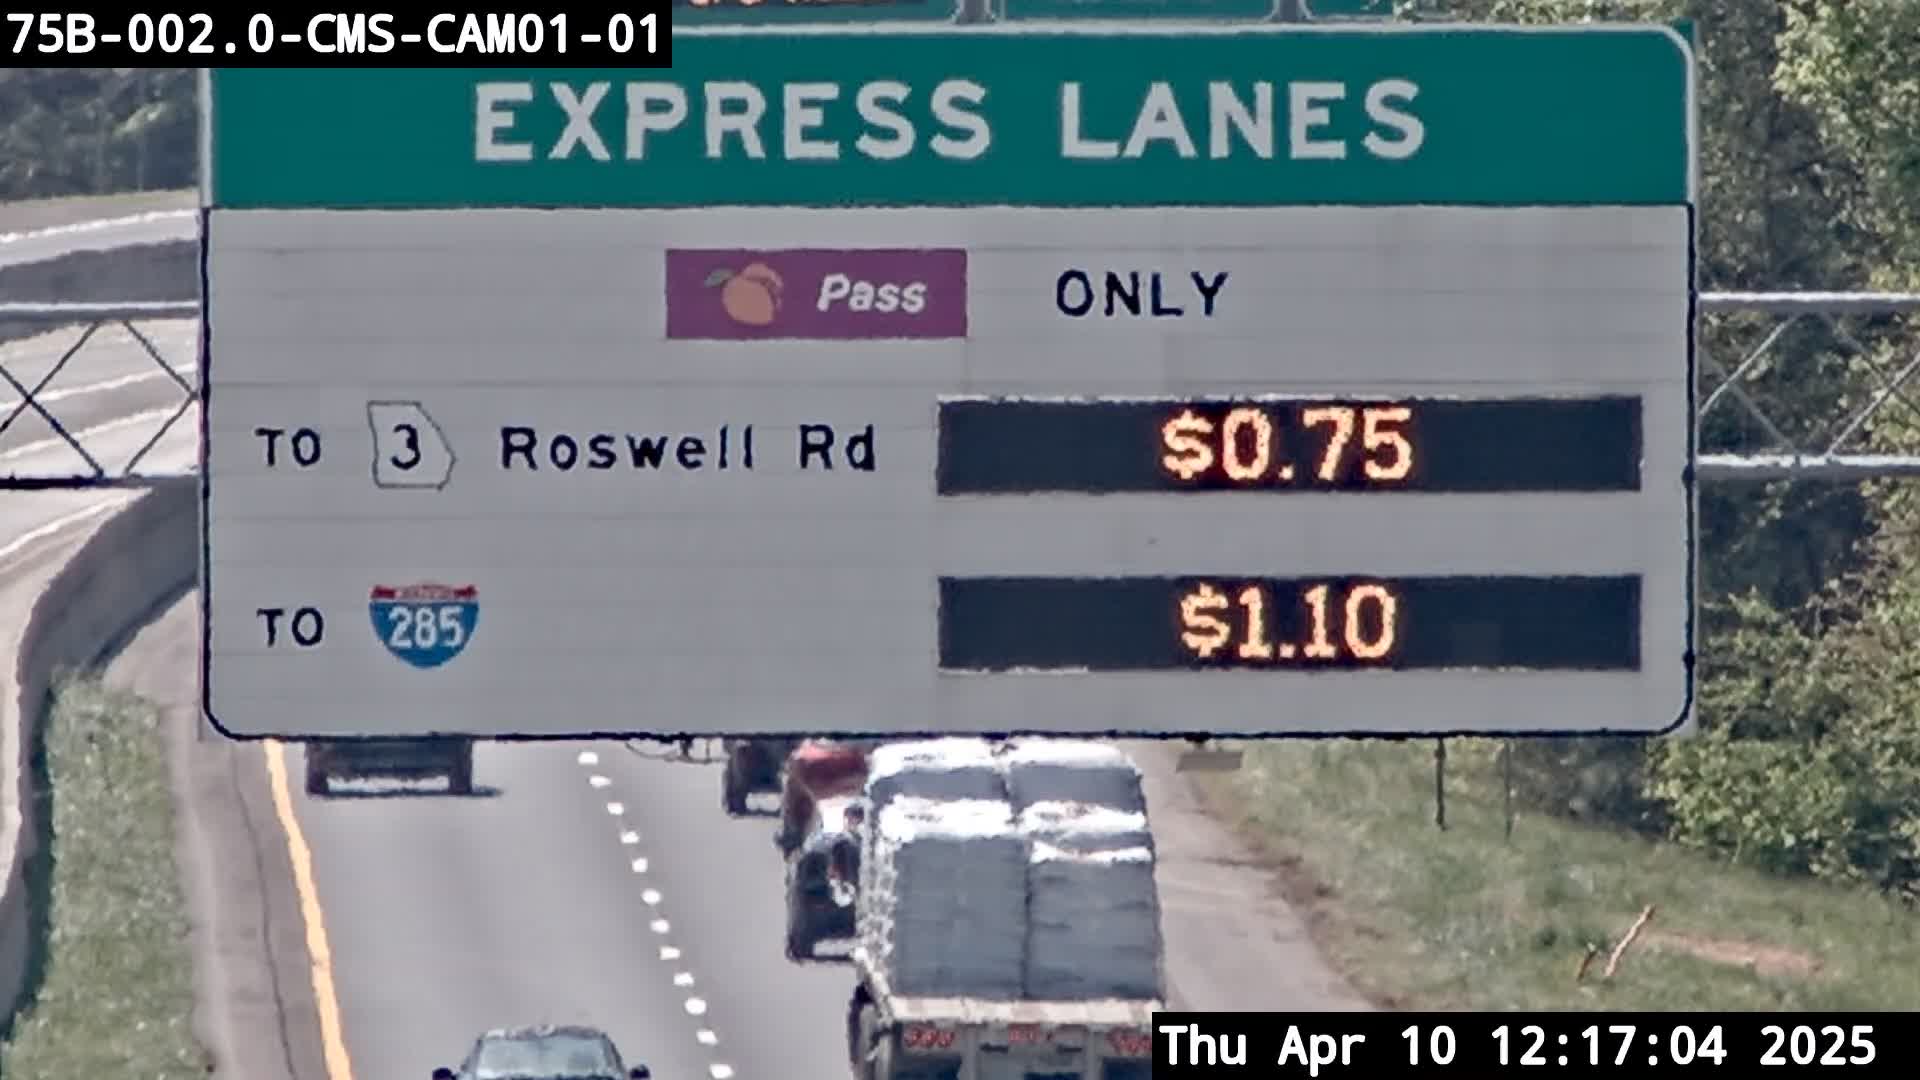 75B-002.0-CMS-CAM01-01
EXPRESS LANES
Pass ONLY
TO 3 Roswell Rd $0.75
TO 285 $1.10
Thu Apr 10 12:17:04 2025